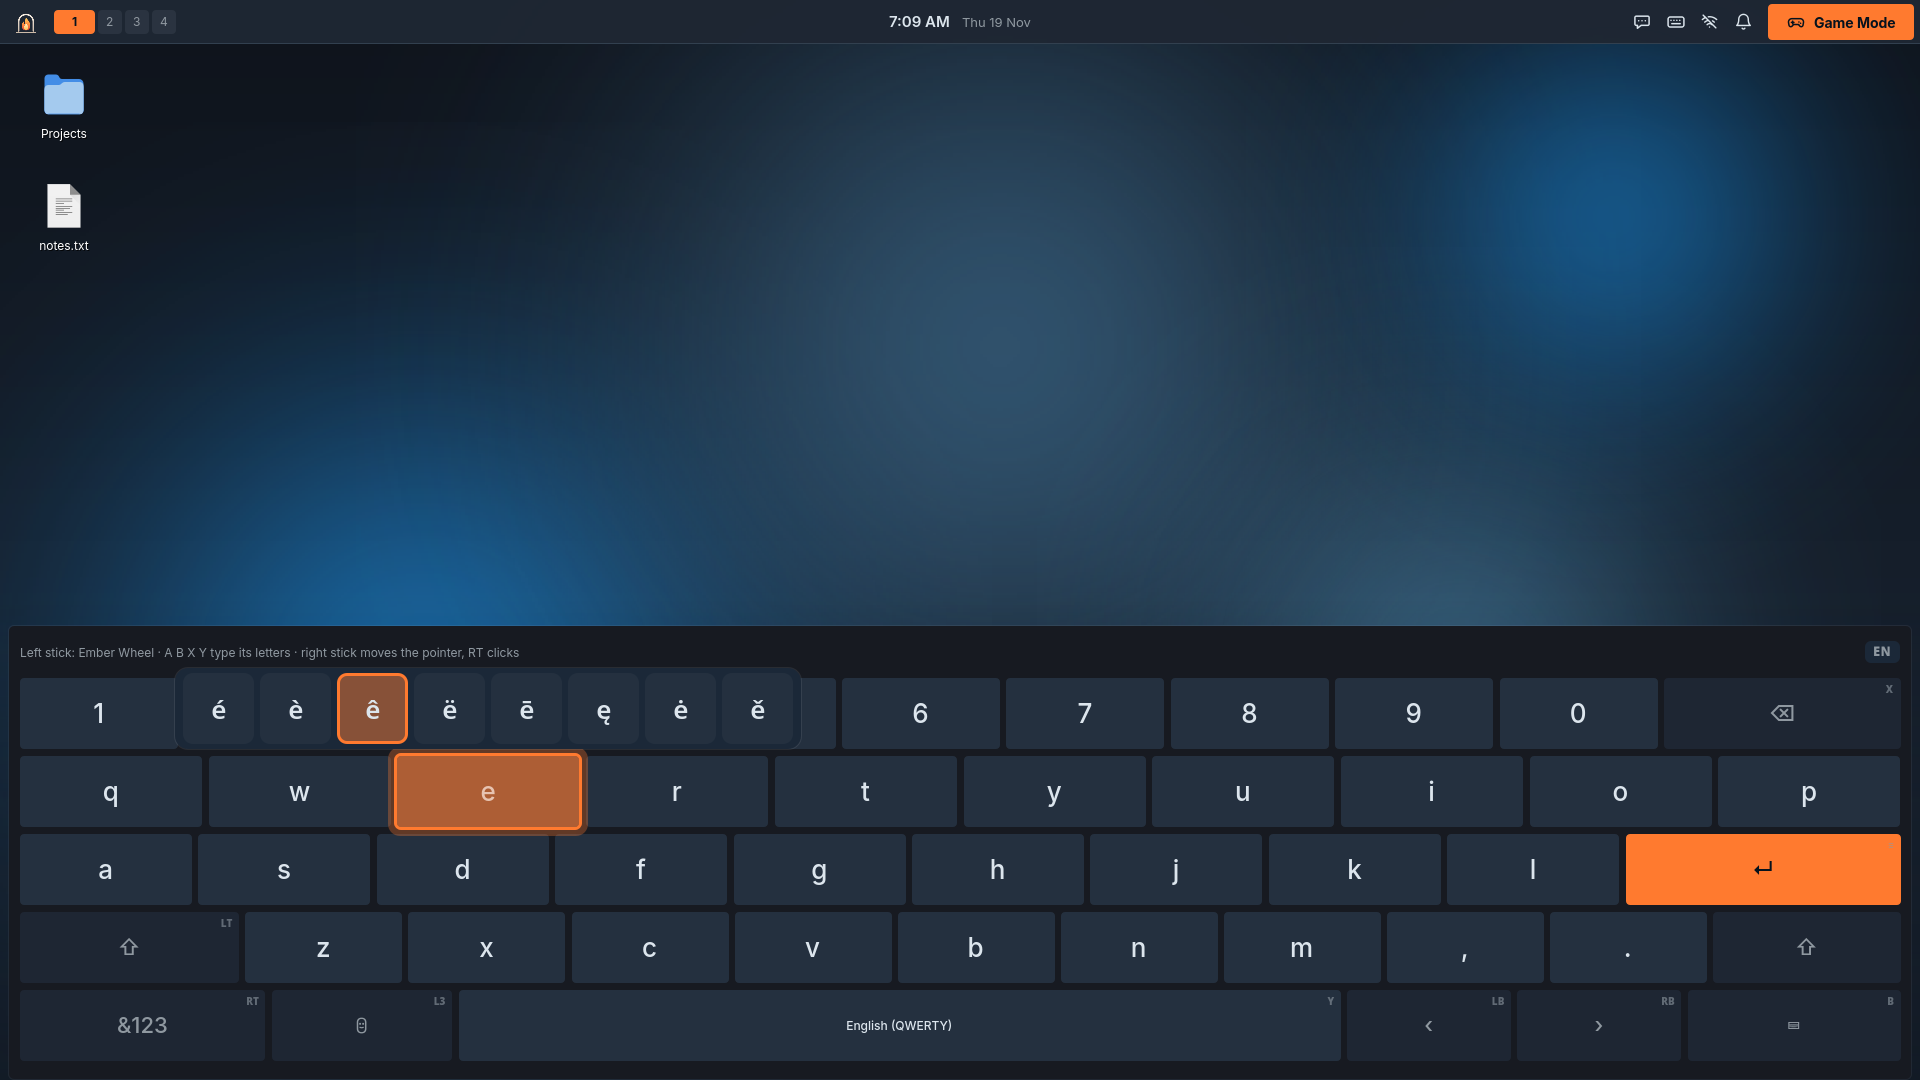 1 2 3 4 7:09 AM Thu 19 Nov Game Mode
Projects
notes.txt
Left stick: Ember Wheel · A B X Y type its letters · right stick moves the pointer, RT clicks EN
é è ê ë ē ę ė ě
1 6 7 8 9 0 X
q w e r t y u i o p
a s d f g h j k l
LT z x c v b n m , .
&123 RT L3 English (QWERTY) Y ‹ LB › RB B